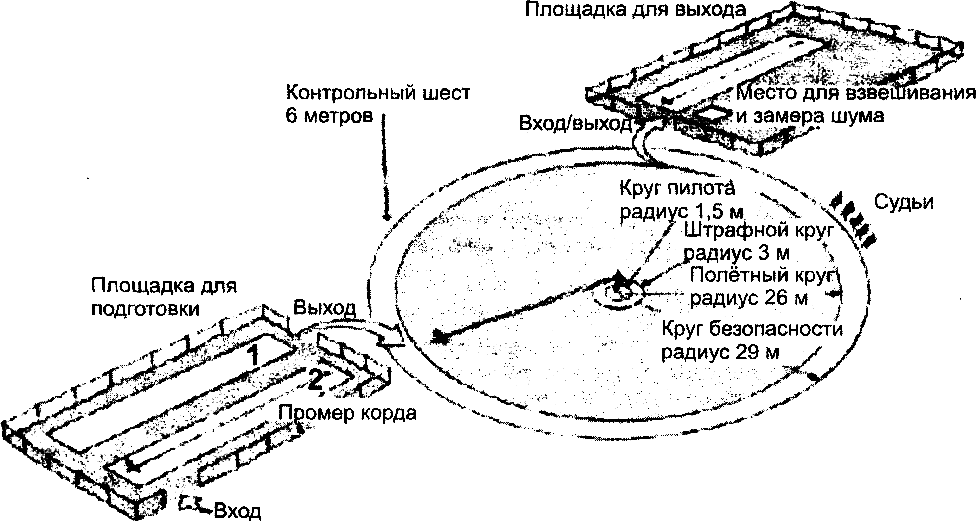 Площадка для выхода
Контрольный шест
6 метров
Место для взвешивания
и замера шума
Вход/выход
Круг пилота
радиус 1,5 м
Судьи
Штрафной круг
радиус 3 м
Полётный круг
радиус 26 м
Площадка для
подготовки
Выход
Круг безопасности
радиус 29 м
1
2
Промер корда
Вход